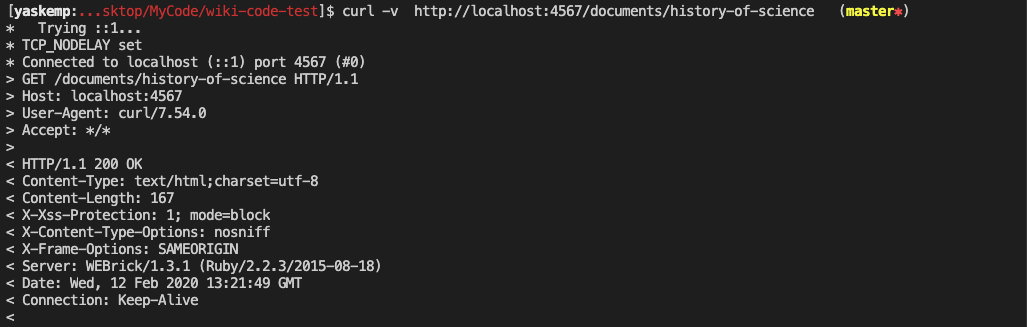 [yaskemp:...sktop/MyCode/wiki-code-test]$ curl -v  http://localhost:4567/documents/history-of-science   (master*)
*   Trying ::1...
* TCP_NODELAY set
* Connected to localhost (::1) port 4567 (#0)
> GET /documents/history-of-science HTTP/1.1
> Host: localhost:4567
> User-Agent: curl/7.54.0
> Accept: */*
>
< HTTP/1.1 200 OK
< Content-Type: text/html;charset=utf-8
< Content-Length: 167
< X-Xss-Protection: 1; mode=block
< X-Content-Type-Options: nosniff
< X-Frame-Options: SAMEORIGIN
< Server: WEBrick/1.3.1 (Ruby/2.2.3/2015-08-18)
< Date: Wed, 12 Feb 2020 13:21:49 GMT
< Connection: Keep-Alive
<